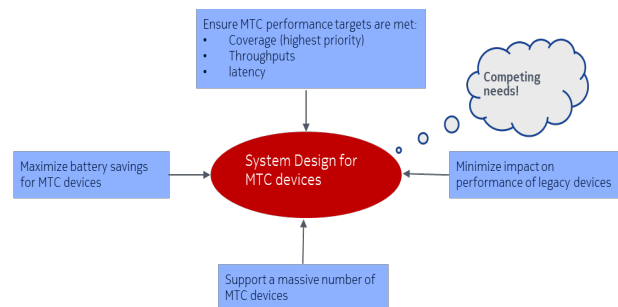 Ensure MTC performance targets are met:
• Coverage (highest priority)
• Throughputs
• latency
Competing
needs!
System Design for
MTC devices
Maximize battery savings
for MTC devices
Minimize impact on
performance of legacy devices
Support a massive number of
MTC devices